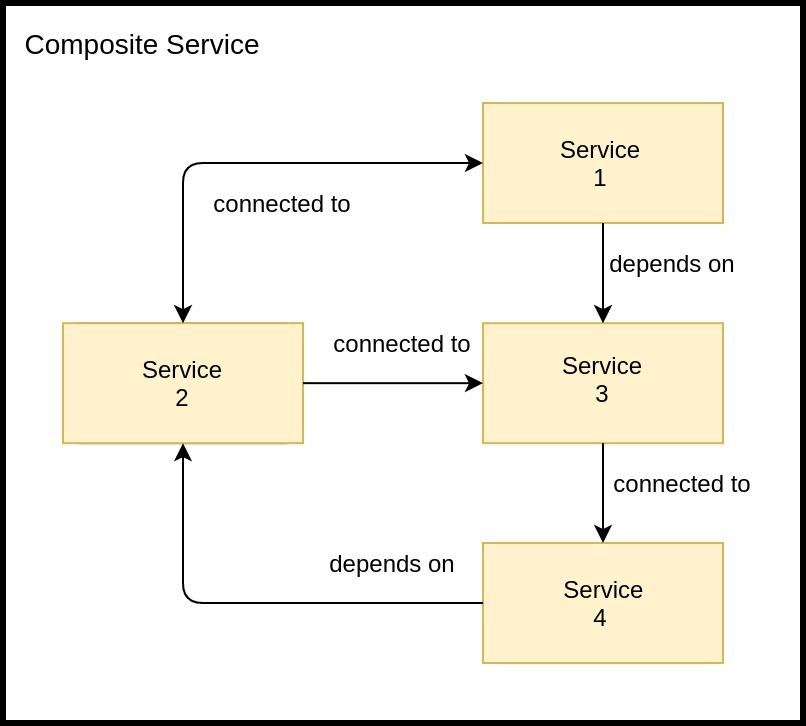 Composite Service
Service
1
connected to
depends on
connected to
Service
2
Service
3
connected to
depends on
Service
4